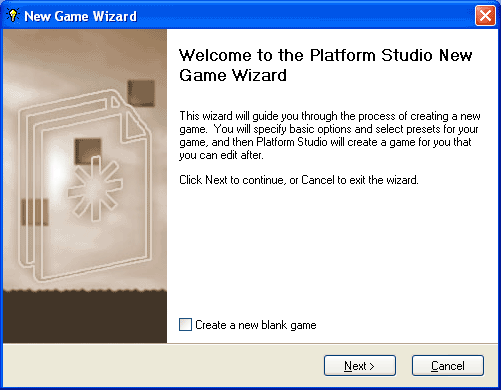 New Game Wizard
Welcome to the Platform Studio New
Game Wizard
This wizard will guide you through the process of creating a new
game. You will specify basic options and select presets for your
game, and then Platform Studio will create a game for you that
you can edit after.
Click Next to continue, or Cancel to exit the wizard.
Create a new blank game
Next >
Cancel